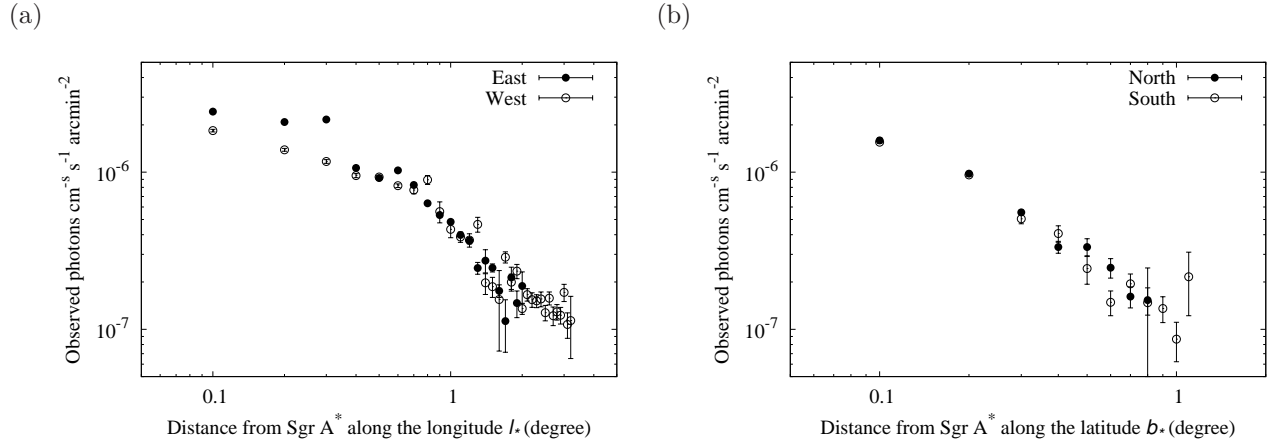 (a)
East
West
Observed photons cm⁻ˢ s⁻¹ arcmin⁻²
10⁻⁶
10⁻⁷
0.1
1
Distance from Sgr A* along the longitude l* (degree)
(b)
North
South
Observed photons cm⁻ˢ s⁻¹ arcmin⁻²
10⁻⁶
10⁻⁷
0.1
1
Distance from Sgr A* along the latitude b* (degree)